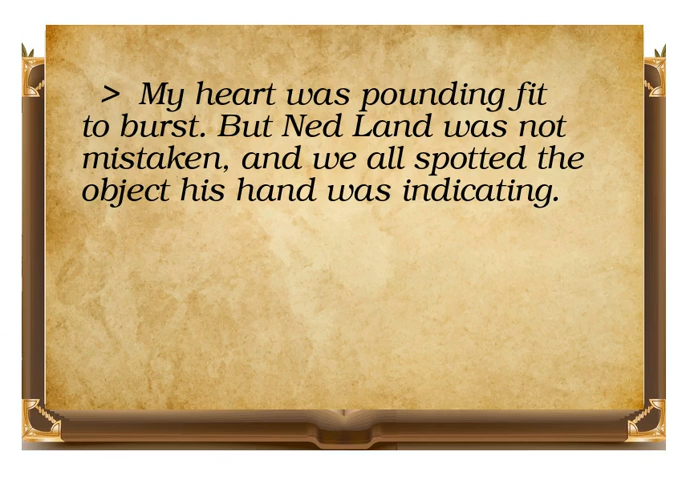 > My heart was pounding fit
to burst. But Ned Land was not
mistaken, and we all spotted the
object his hand was indicating.